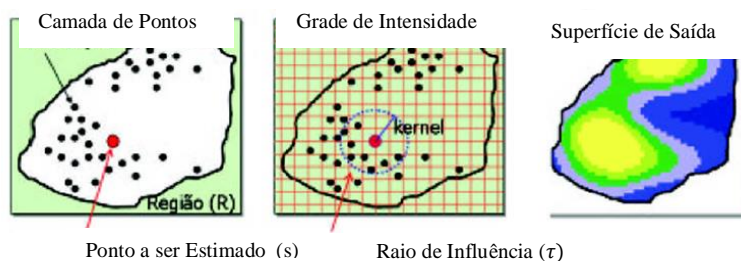 Camada de Pontos
Grade de Intensidade
Superfície de Saída
kernel
Região (R)
Ponto a ser Estimado (s)
Raio de Influência (τ)